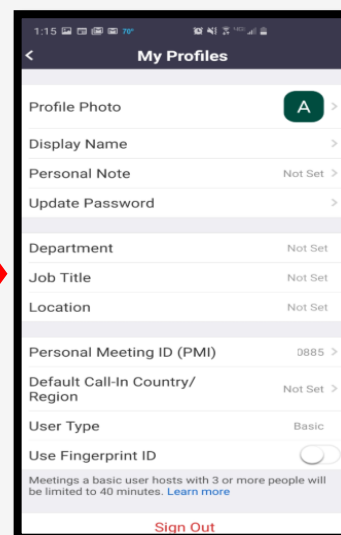 1:15 70°
< My Profiles
Profile Photo A >
Display Name >
Personal Note Not Set >
Update Password >
Department Not Set
Job Title Not Set
Location Not Set
Personal Meeting ID (PMI) 0885 >
Default Call-In Country/
Region Not Set >
User Type Basic
Use Fingerprint ID
Meetings a basic user hosts with 3 or more people will
be limited to 40 minutes. Learn more
Sign Out